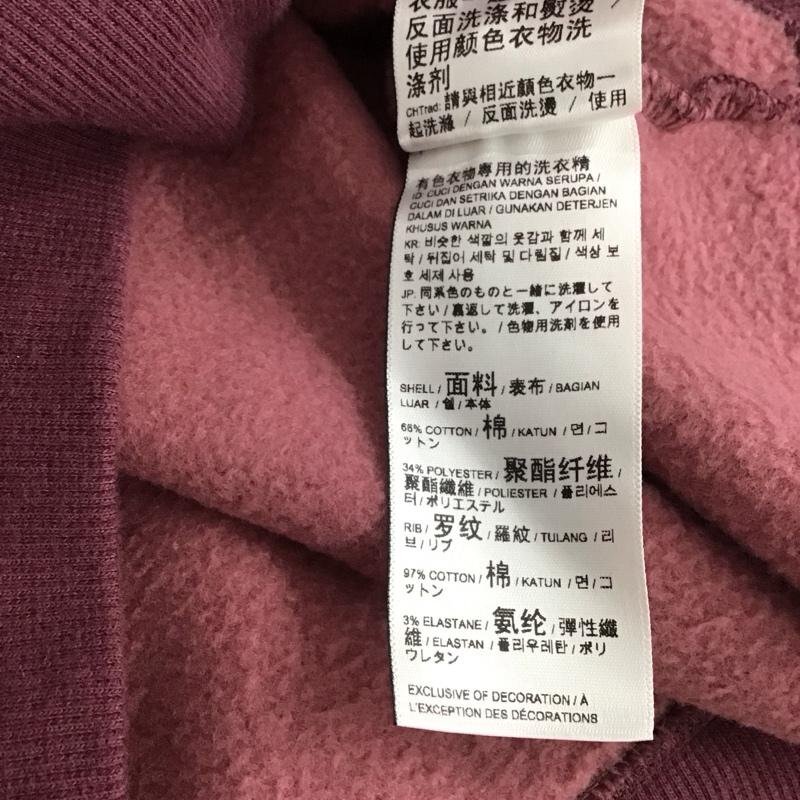 反面洗涤和熨烫 /
使用颜色衣物洗
涤剂
CHTrad: 請與相近顏色衣物一
起洗滌 / 反面洗燙 / 使用
有色衣物專用的洗衣精
ID: CUCI DENGAN WARNA SERUPA /
CUCI DAN SETRIKA DENGAN BAGIAN
DALAM DI LUAR / GUNAKAN DETERJEN
KHUSUS WARNA
KR: 비슷한 색깔의 옷감과 함께 세
탁 / 뒤집어 세탁 및 다림질 / 색상 보
호 세제 사용
JP: 同系色のものと一緒に洗濯して
下さい / 裏返して洗濯、アイロンを
行って下さい。 / 色物用洗剤を使用
して下さい。
SHELL / 面料 / 表布 / BAGIAN
LUAR / 쉘 / 本体
66% COTTON / 棉 / KATUN / 면 / コ
ットン
34% POLYESTER / 聚酯纤维 /
聚酯纖維 / POLIESTER / 폴리에스
터 / ポリエステル
RIB / 罗纹 / 羅紋 / TULANG / 리
브 / リブ
97% COTTON / 棉 / KATUN / 면 / コ
ットン
3% ELASTANE / 氨纶 / 彈性纖
維 / ELASTAN / 폴리우레탄 / ポリ
ウレタン
EXCLUSIVE OF DECORATION / À
L'EXCEPTION DES DÉCORATIONS